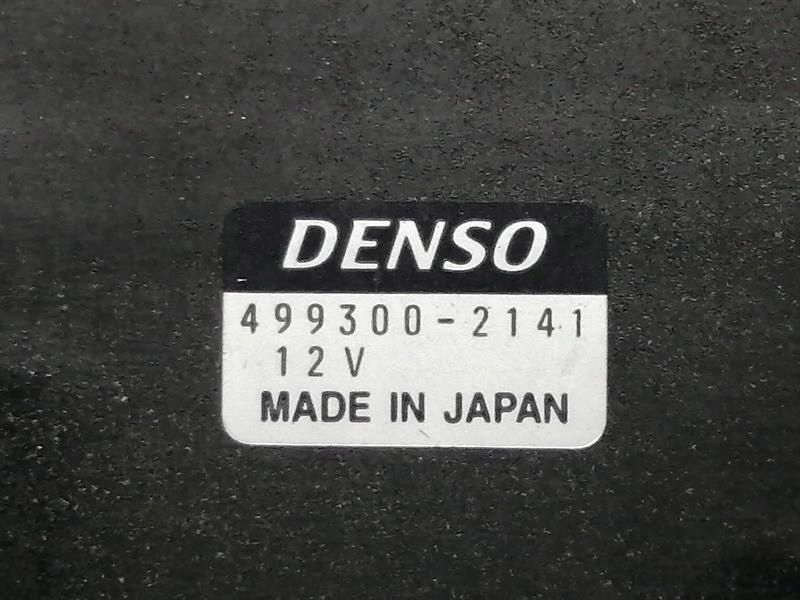 DENSO
499300-2141
12V
MADE IN JAPAN